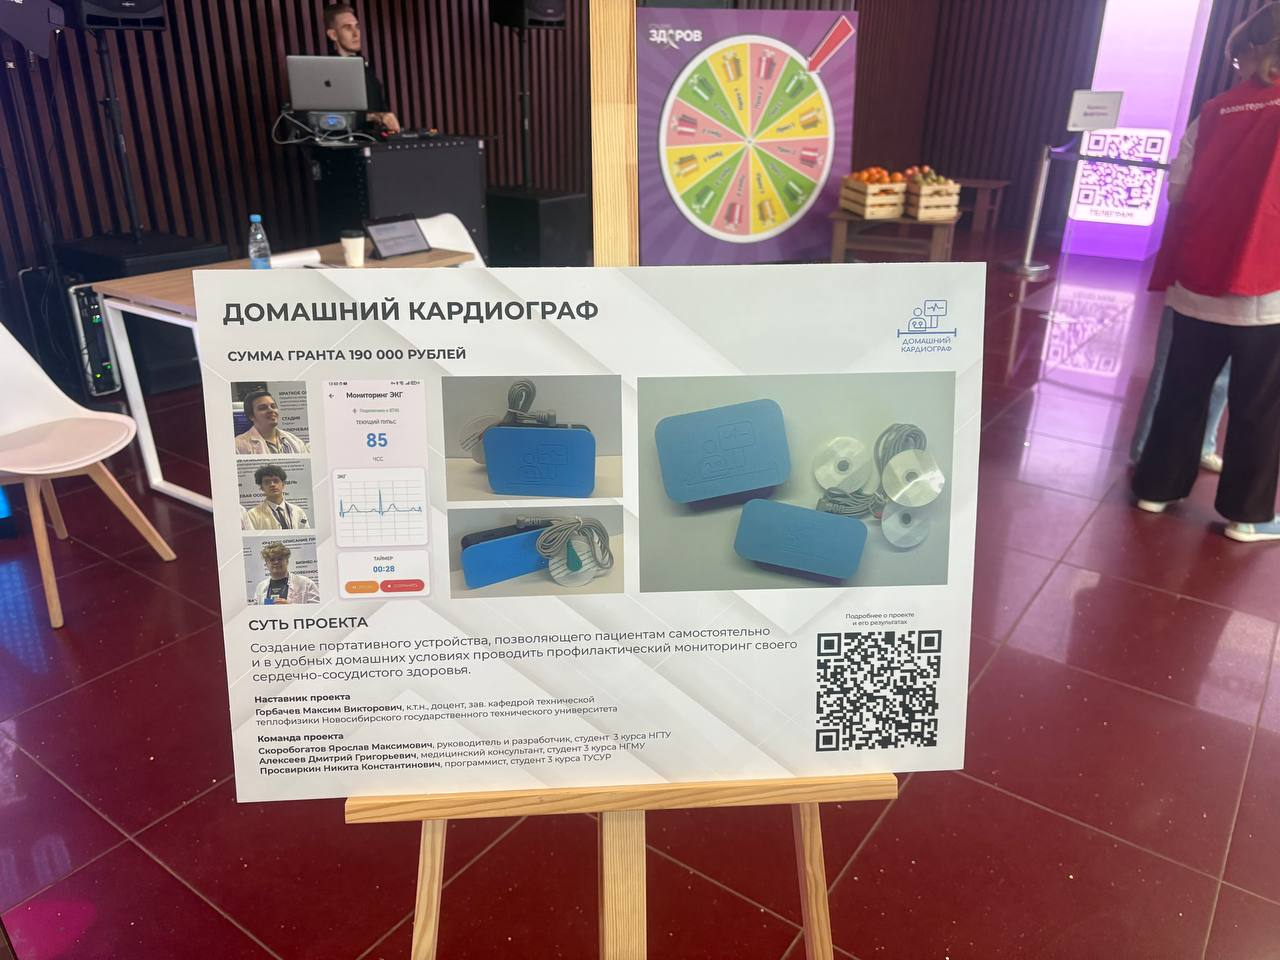 ЗДОРОВ
ТЕЛЕГРАМ
ДОМАШНИЙ КАРДИОГРАФ
ДОМАШНИЙ
КАРДИОГРАФ
СУММА ГРАНТА 190 000 РУБЛЕЙ
Мониторинг ЭКГ
ТЕКУЩИЙ ПУЛЬС
85
ЧСС
ЭКГ
ТАЙМЕР
00:28
СУТЬ ПРОЕКТА
Создание портативного устройства, позволяющего пациентам самостоятельно
и в удобных домашних условиях проводить профилактический мониторинг своего
сердечно-сосудистого здоровья.
Подробнее о проекте
и его результатах
Наставник проекта
Горбачев Максим Викторович, к.т.н., доцент, зав. кафедрой технической
теплофизики Новосибирского государственного технического университета
Команда проекта
Скоробогатов Ярослав Максимович, руководитель и разработчик, студент 3 курса НГТУ
Алексеев Дмитрий Григорьевич, медицинский консультант, студент 3 курса НГМУ
Просвиркин Никита Константинович, программист, студент 3 курса ТУСУР